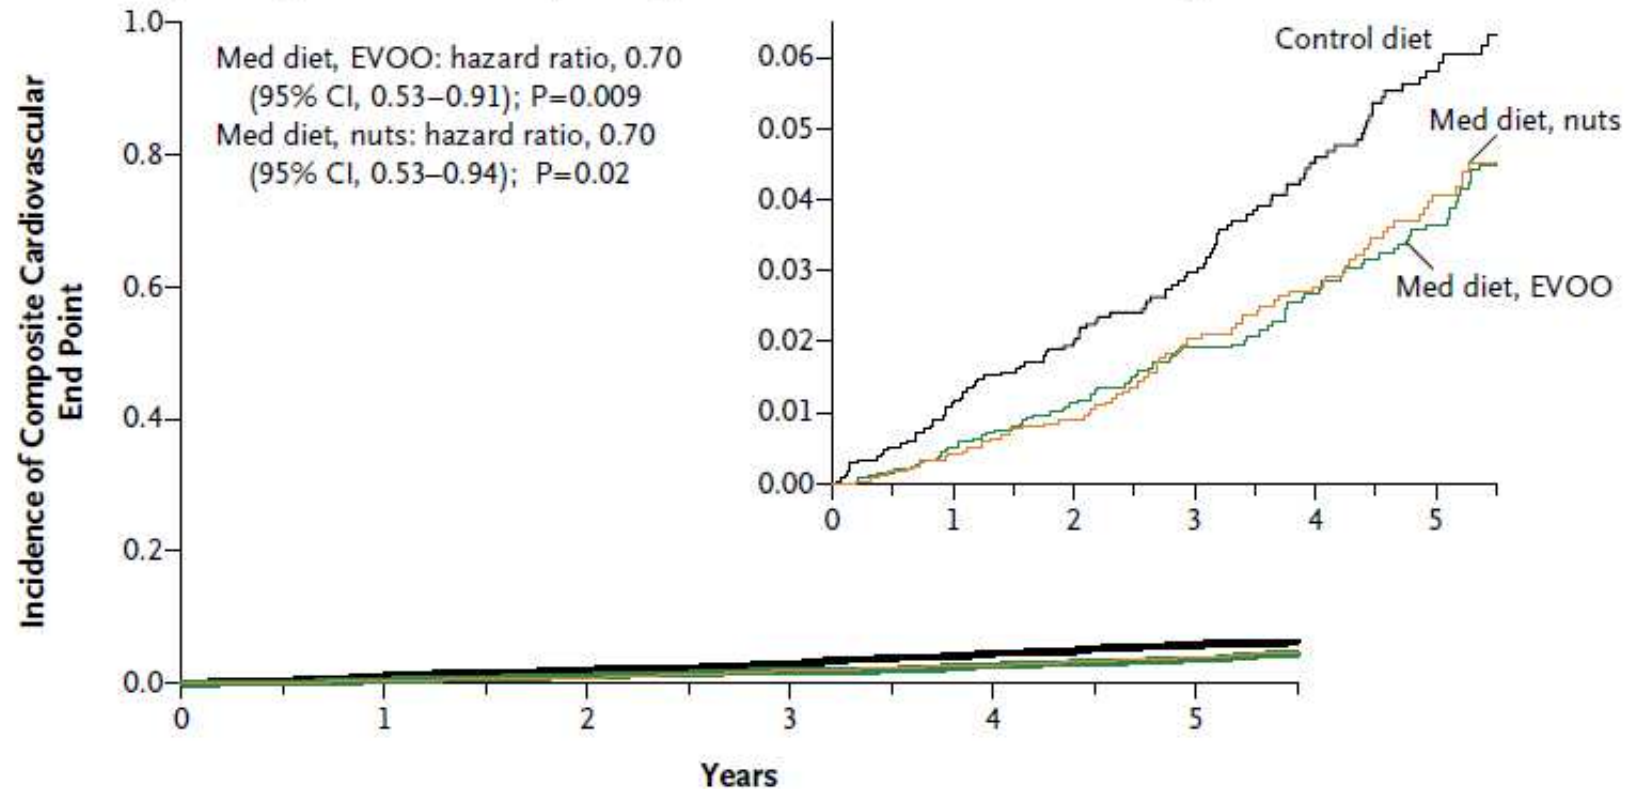 Incidence of Composite Cardiovascular
End Point
1.0
0.8
0.6
0.4
0.2
0.0
Med diet, EVOO: hazard ratio, 0.70
(95% CI, 0.53–0.91); P=0.009
Med diet, nuts: hazard ratio, 0.70
(95% CI, 0.53–0.94); P=0.02
0.06
0.05
0.04
0.03
0.02
0.01
0.00
Control diet
Med diet, nuts
Med diet, EVOO
0 1 2 3 4 5
0 1 2 3 4 5
Years